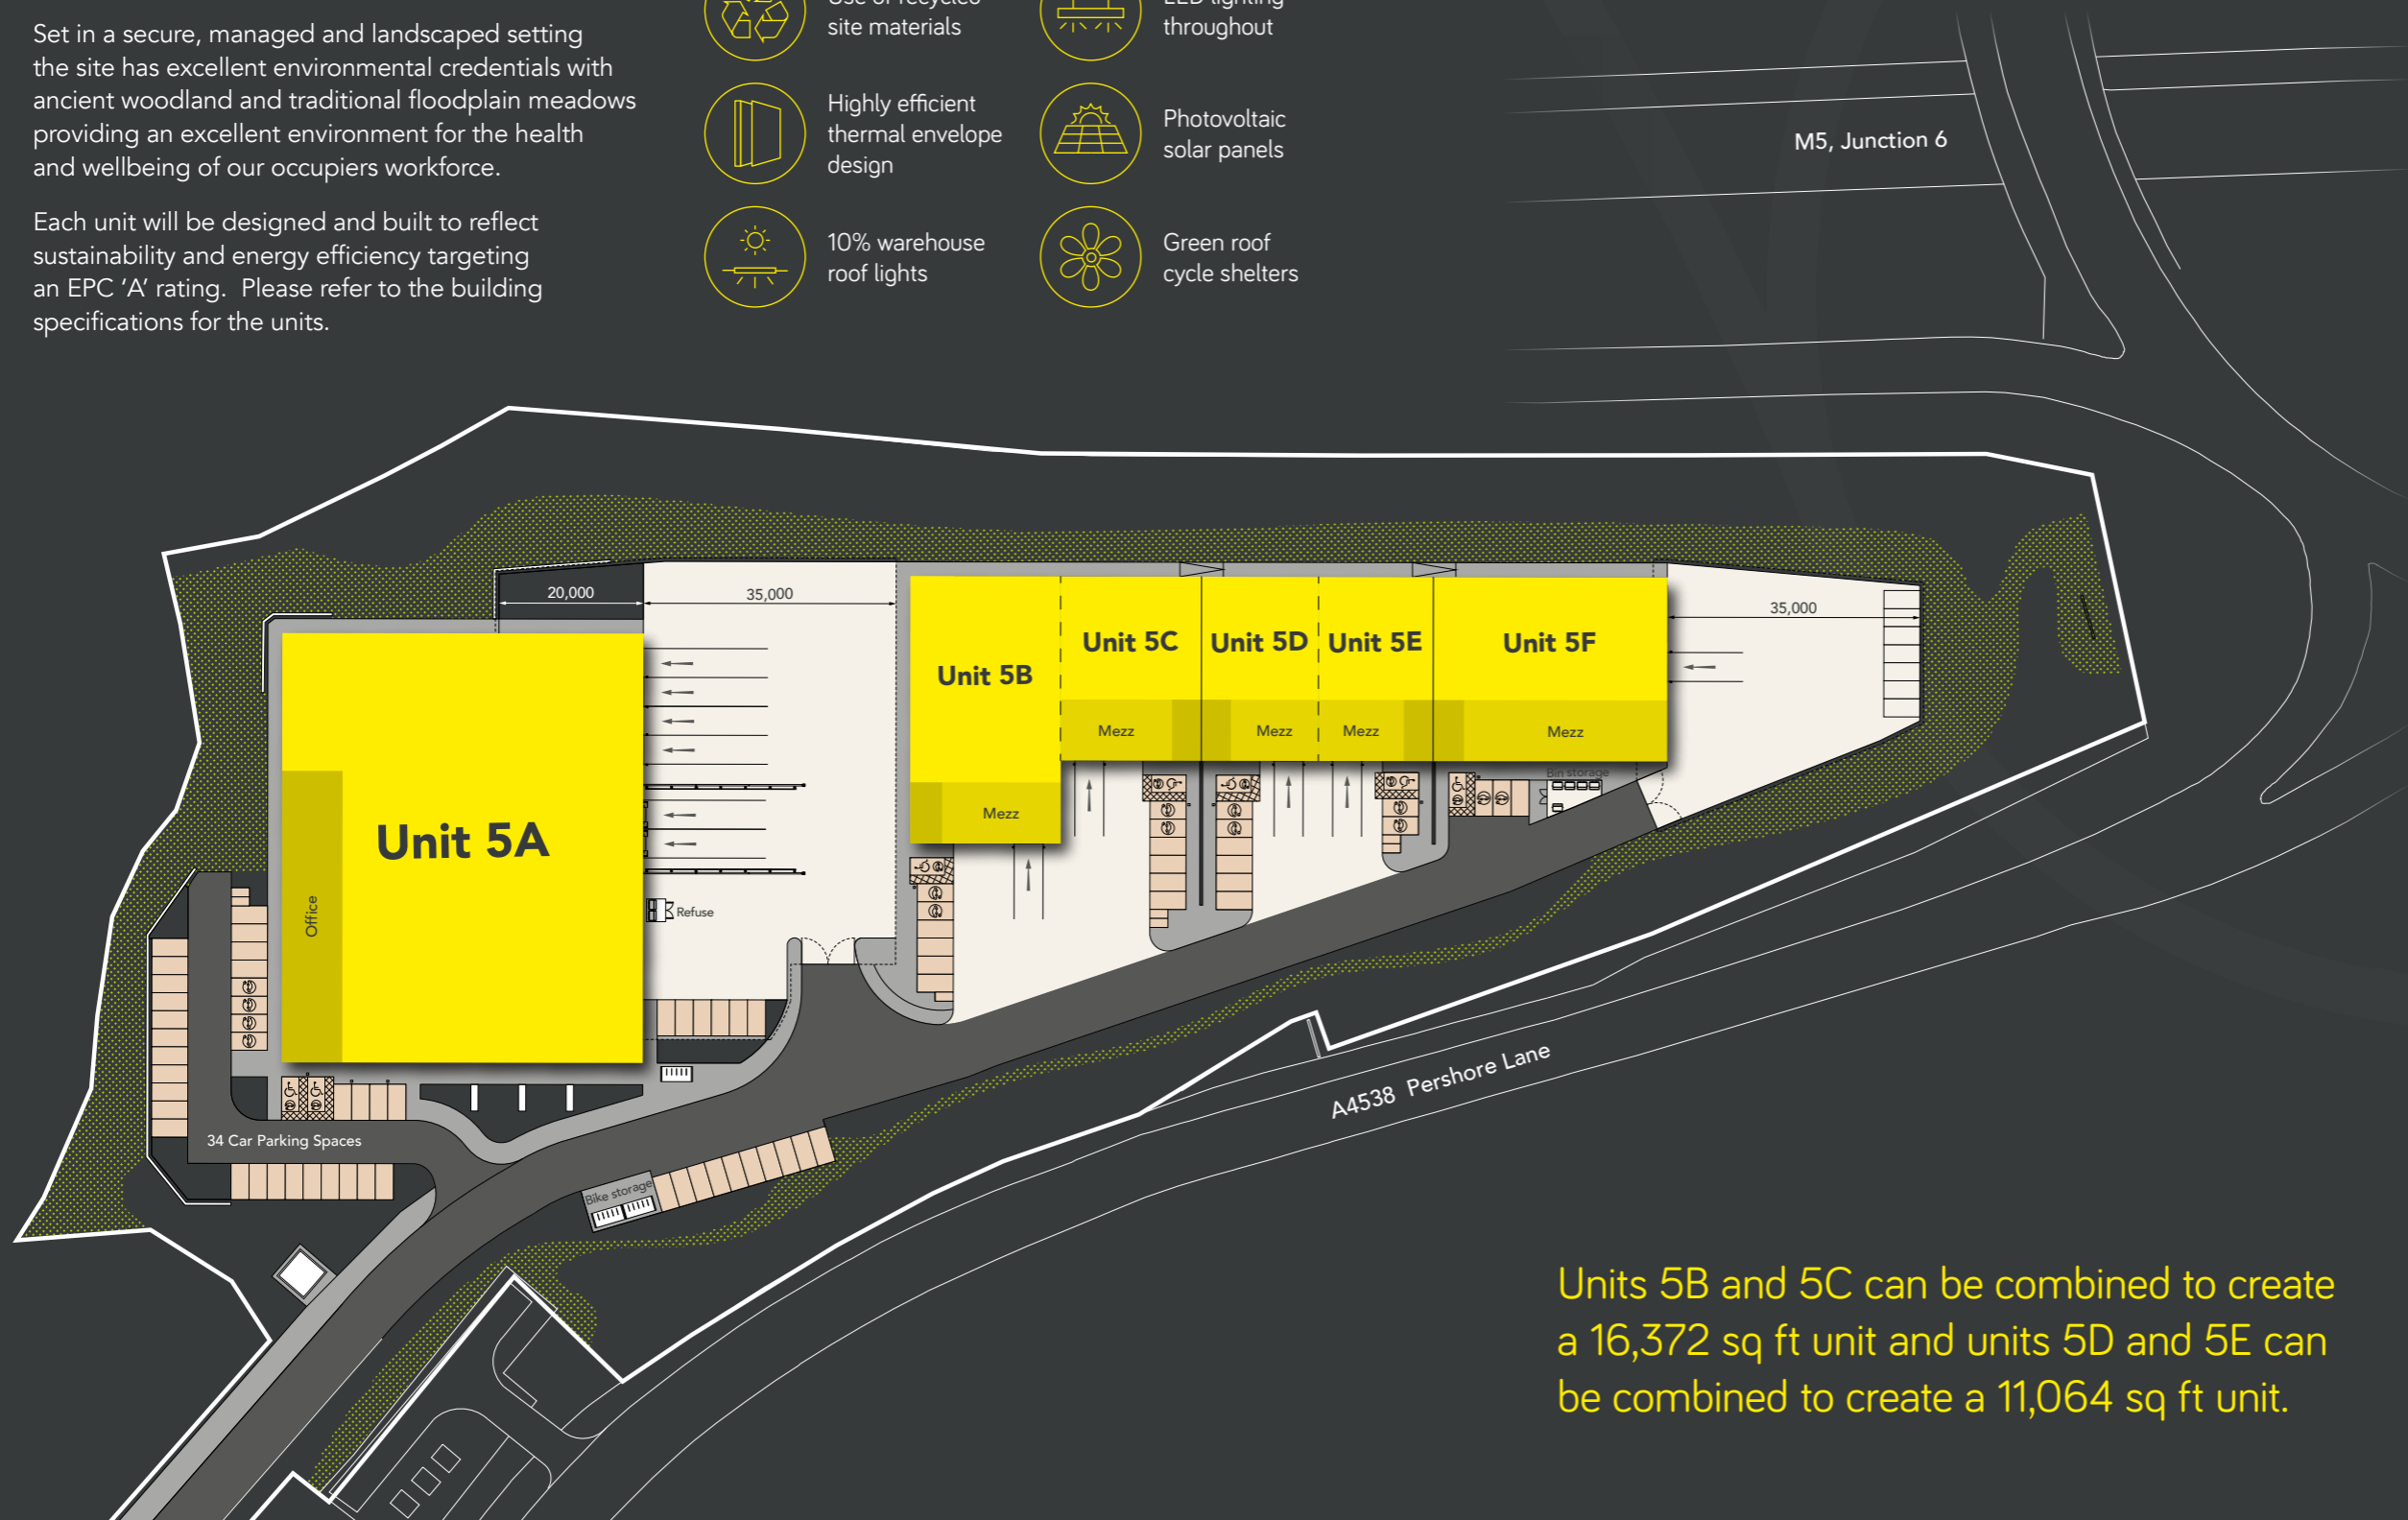 Set in a secure, managed and landscaped setting
the site has excellent environmental credentials with
ancient woodland and traditional floodplain meadows
providing an excellent environment for the health
and wellbeing of our occupiers workforce.
Each unit will be designed and built to reflect
sustainability and energy efficiency targeting
an EPC ‘A’ rating.  Please refer to the building
specifications for the units.
Use of recycled
site materials
LED lighting
throughout
Highly efficient
thermal envelope
design
Photovoltaic
solar panels
10% warehouse
roof lights
Green roof
cycle shelters
M5, Junction 6
20,000
35,000
35,000
Unit 5A
Office
Unit 5B
Mezz
Unit 5C
Mezz
Unit 5D
Mezz
Unit 5E
Mezz
Unit 5F
Mezz
Bin storage
Refuse
34 Car Parking Spaces
Bike storage
A4538 Pershore Lane
Units 5B and 5C can be combined to create
a 16,372 sq ft unit and units 5D and 5E can
be combined to create a 11,064 sq ft unit.